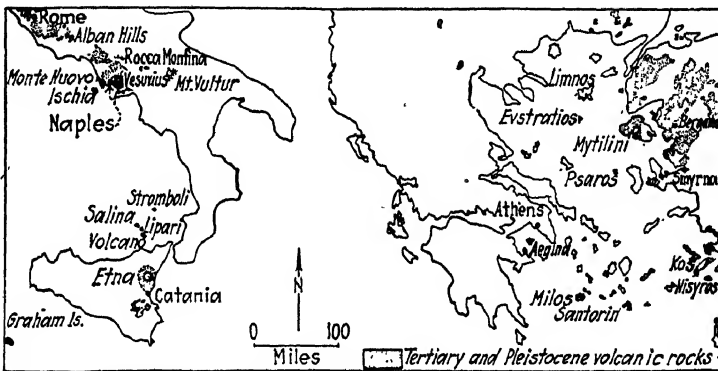 Rome
Alban Hills
Rocca Monfina
Monte Nuovo
Vesuvius
Mt. Vultur
Ischia
Naples
Stromboli
Salina
Lipari
Volcano
Etna
Catania
Graham Is.
N
0 100
Miles
Limnos
Evstratios
Bergama
Mytilini
Psaros
Smyrna
Athens
Aegina
Kos
Milos
Nisyros
Santorin
Tertiary and Pleistocene volcanic rocks